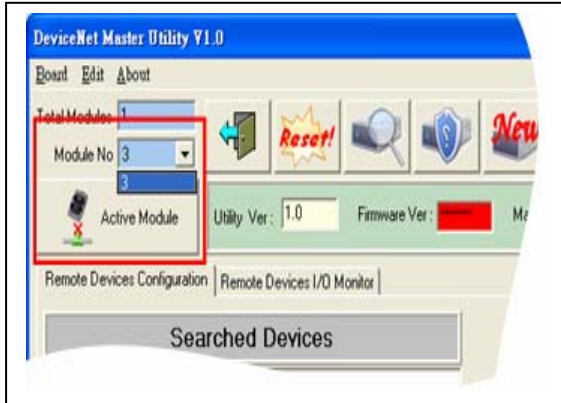 DeviceNet Master Utility V1.0
Board Edit About
Total Modules 1
Module No 3
3
Reset!
New
Active Module
Utility Ver: 1.0 Firmware Ver: Ma
Remote Devices Configuration Remote Devices I/O Monitor
Searched Devices